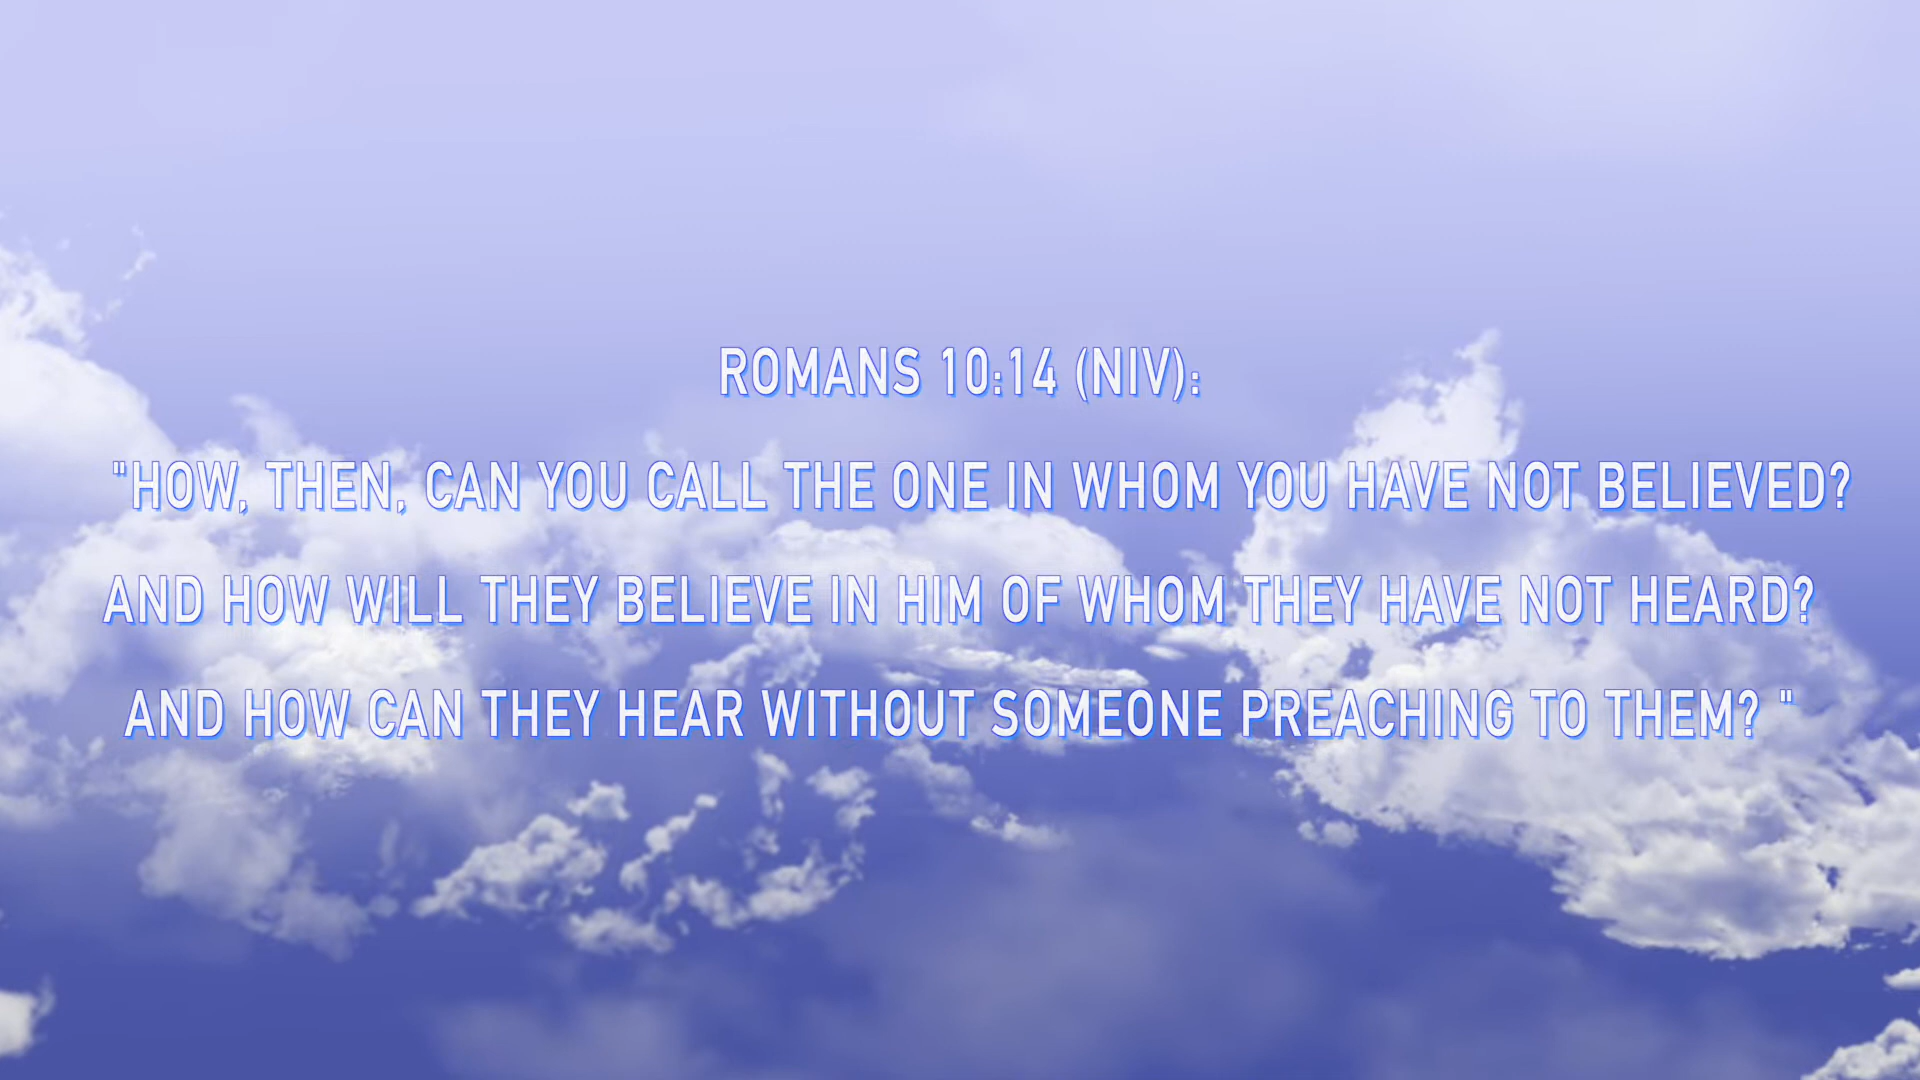 ROMANS 10:14 (NIV):
"HOW, THEN, CAN YOU CALL THE ONE IN WHOM YOU HAVE NOT BELIEVED?
AND HOW WILL THEY BELIEVE IN HIM OF WHOM THEY HAVE NOT HEARD?
AND HOW CAN THEY HEAR WITHOUT SOMEONE PREACHING TO THEM? "